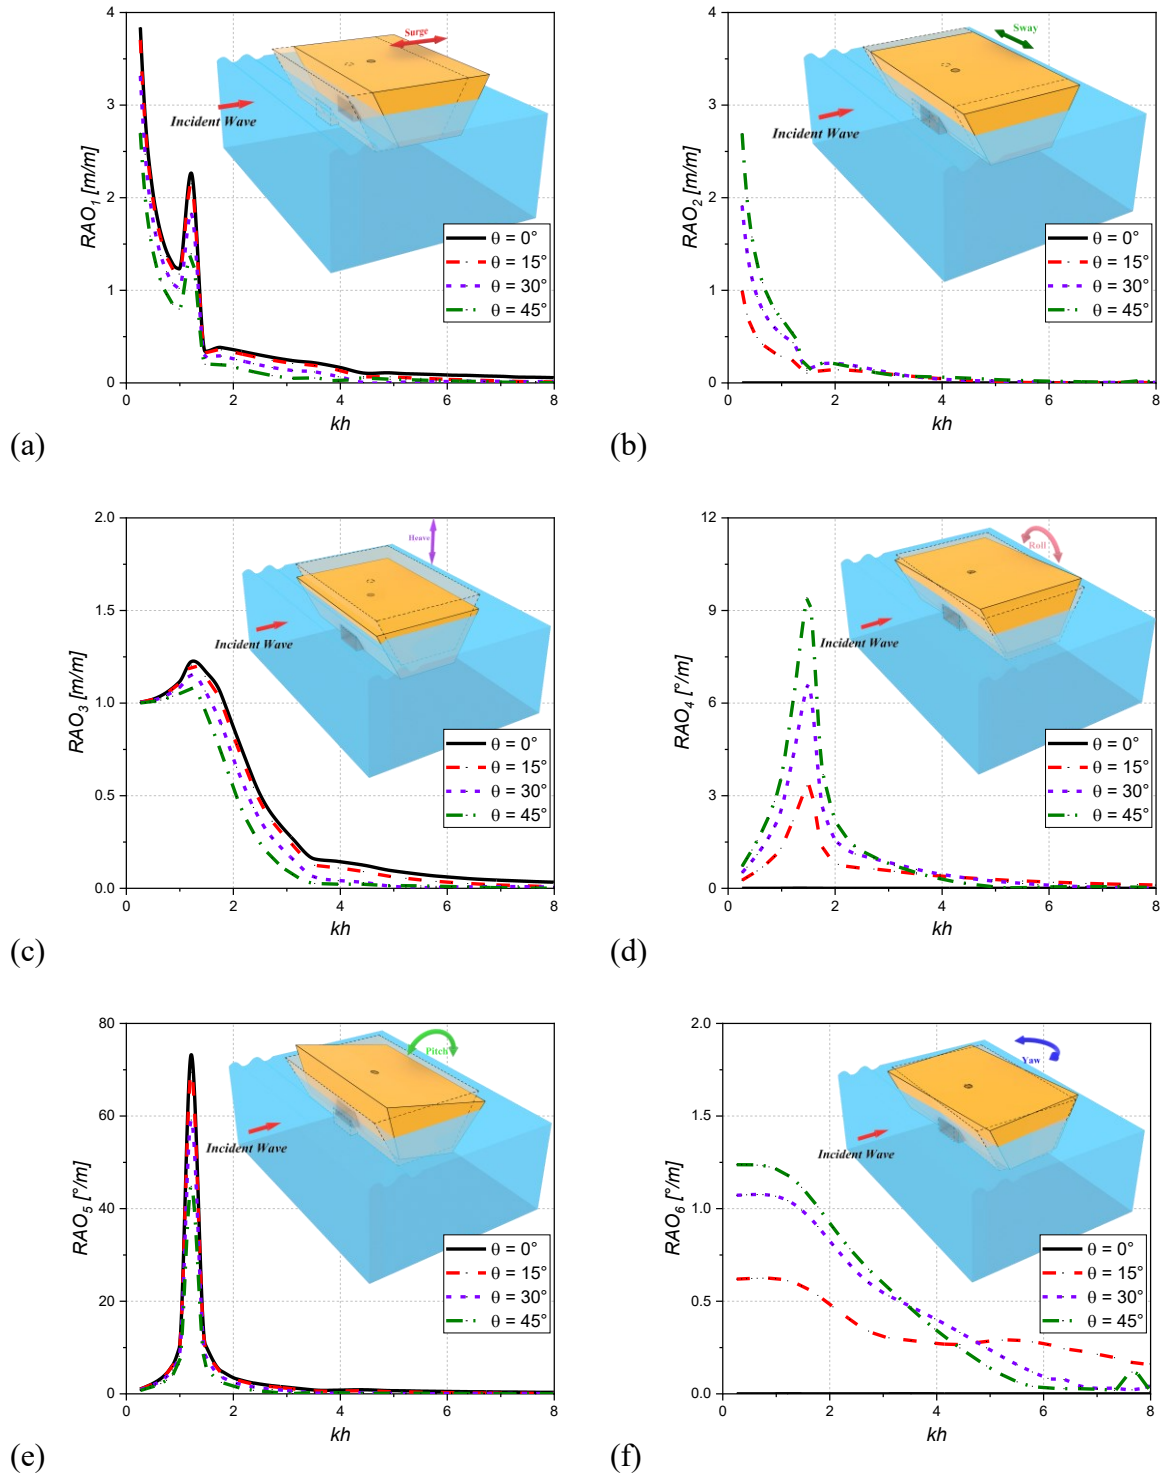 4
3
2
1
0
RAO1 [m/m]
0 2 4 6 8
kh
Surge
Incident Wave
θ = 0°
θ = 15°
θ = 30°
θ = 45°
(a)
4
3
2
1
0
RAO2 [m/m]
0 2 4 6 8
kh
Sway
Incident Wave
θ = 0°
θ = 15°
θ = 30°
θ = 45°
(b)
2.0
1.5
1.0
0.5
0.0
RAO3 [m/m]
0 2 4 6 8
kh
Heave
Incident Wave
θ = 0°
θ = 15°
θ = 30°
θ = 45°
(c)
12
9
6
3
0
RAO4 [°/m]
0 2 4 6 8
kh
Roll
Incident Wave
θ = 0°
θ = 15°
θ = 30°
θ = 45°
(d)
80
60
40
20
0
RAO5 [°/m]
0 2 4 6 8
kh
Pitch
Incident Wave
θ = 0°
θ = 15°
θ = 30°
θ = 45°
(e)
2.0
1.5
1.0
0.5
0.0
RAO6 [°/m]
0 2 4 6 8
kh
Yaw
Incident Wave
θ = 0°
θ = 15°
θ = 30°
θ = 45°
(f)